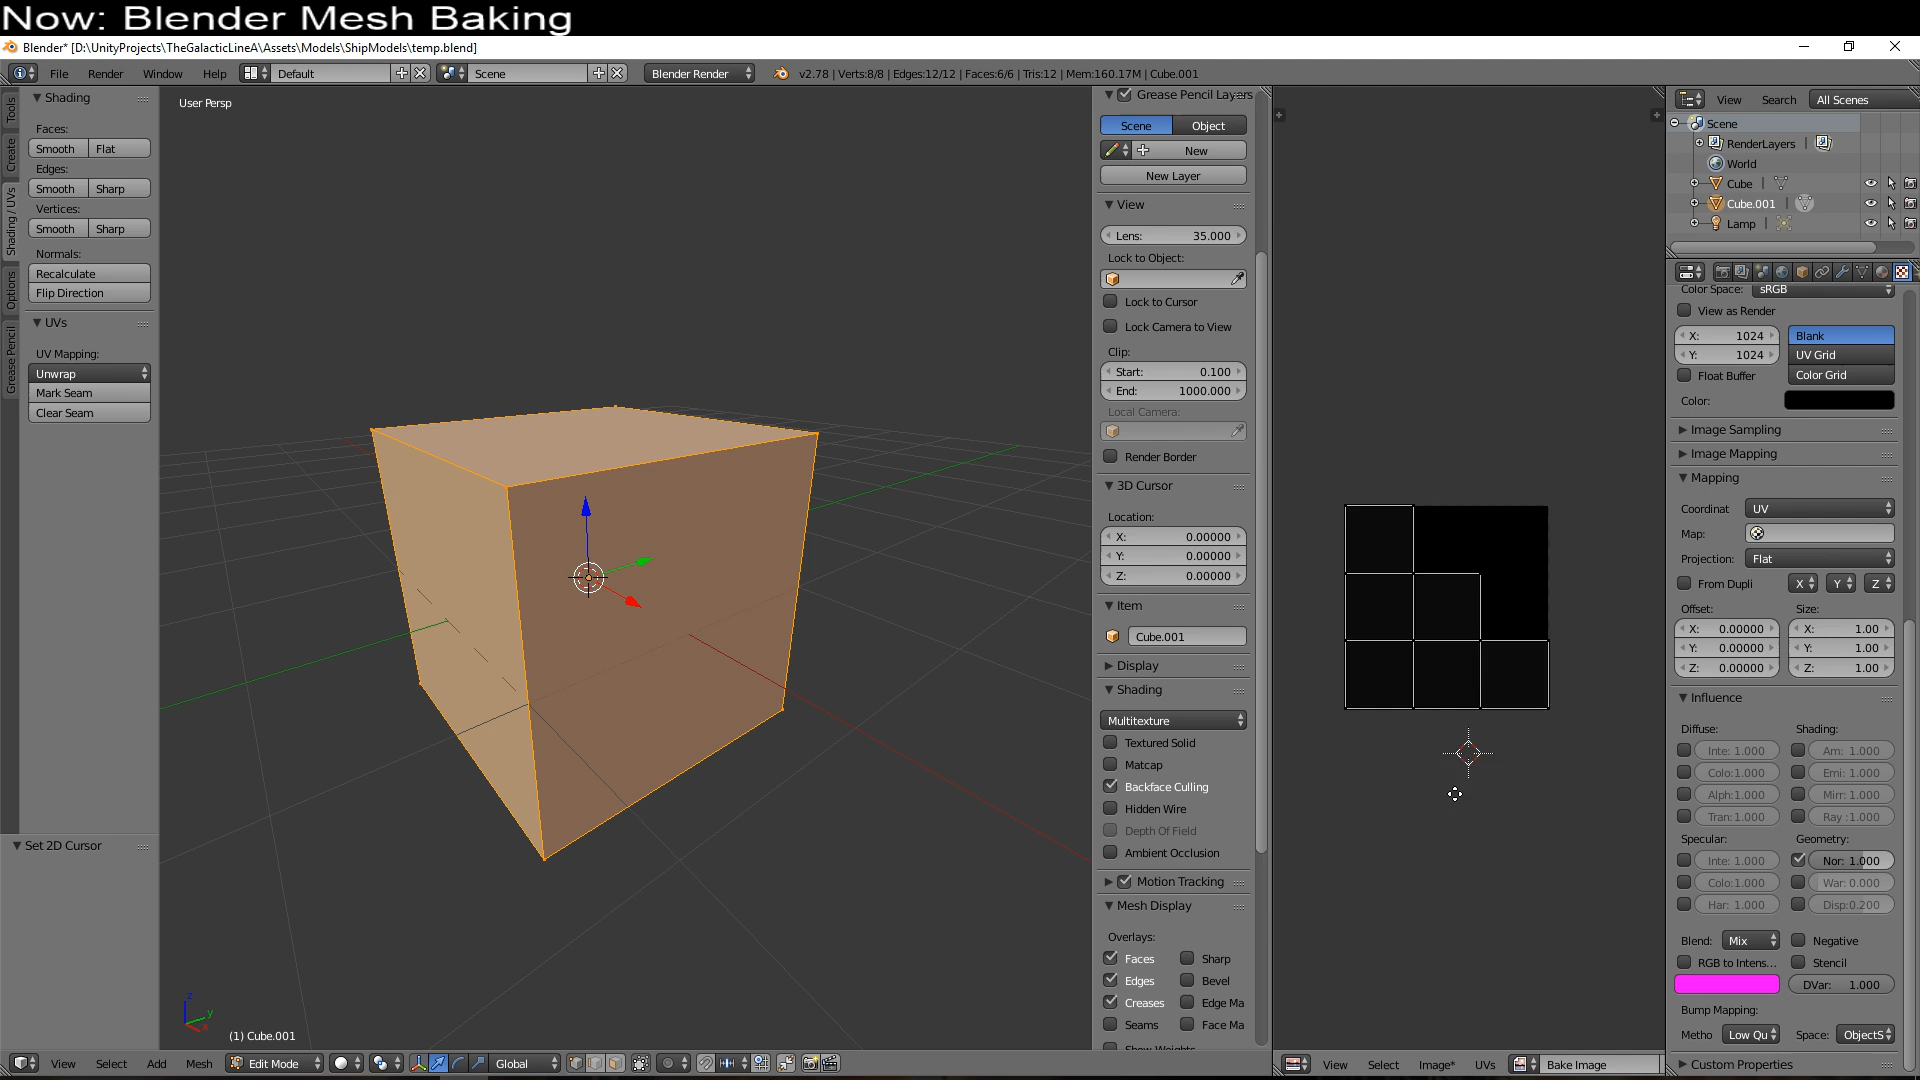 Now: Blender Mesh Baking
Blender* [D:\UnityProjects\TheGalacticLineA\Assets\Models\ShipModels\temp.blend]
File Render Window Help Default Scene Blender Render v2.78 | Verts:8/8 | Edges:12/12 | Faces:6/6 | Tris:12 | Mem:160.17M | Cube.001
Tools
Create
Shading / UVs
Options
Grease Pencil
Shading
Faces:
Smooth Flat
Edges:
Smooth Sharp
Vertices:
Smooth Sharp
Normals:
Recalculate
Flip Direction
UVs
UV Mapping:
Unwrap
Mark Seam
Clear Seam
Set 2D Cursor
User Persp
z
y
x
(1) Cube.001
View Select Add Mesh Edit Mode Global
Grease Pencil Layers
Scene Object
New
New Layer
View
Lens: 35.000
Lock to Object:
Lock to Cursor
Lock Camera to View
Clip:
Start: 0.100
End: 1000.000
Local Camera:
Render Border
3D Cursor
Location:
X: 0.00000
Y: 0.00000
Z: 0.00000
Item
Cube.001
Display
Shading
Multitexture
Textured Solid
Matcap
Backface Culling
Hidden Wire
Depth Of Field
Ambient Occlusion
Motion Tracking
Mesh Display
Overlays:
Faces Sharp
Edges Bevel
Creases Edge Ma
Seams Face Ma
View Select Image* UVs Bake Image
View Search All Scenes
Scene
RenderLayers |
World
Cube |
Cube.001 |
Lamp |
Color Space: sRGB
View as Render
X: 1024 Blank
Y: 1024 UV Grid
Float Buffer Color Grid
Color:
Image Sampling
Image Mapping
Mapping
Coordinat UV
Map:
Projection: Flat
From Dupli X Y Z
Offset: Size:
X: 0.00000 X: 1.00
Y: 0.00000 Y: 1.00
Z: 0.00000 Z: 1.00
Influence
Diffuse: Shading:
Inte: 1.000 Am: 1.000
Colo:1.000 Emi: 1.000
Alph:1.000 Mirr: 1.000
Tran: 1.000 Ray :1.000
Specular: Geometry:
Inte: 1.000 Nor: 1.000
Colo:1.000 War: 0.000
Har: 1.000 Disp:0.200
Blend: Mix Negative
RGB to Intens... Stencil
DVar: 1.000
Bump Mapping:
Metho Low Qu Space: ObjectS
Custom Properties